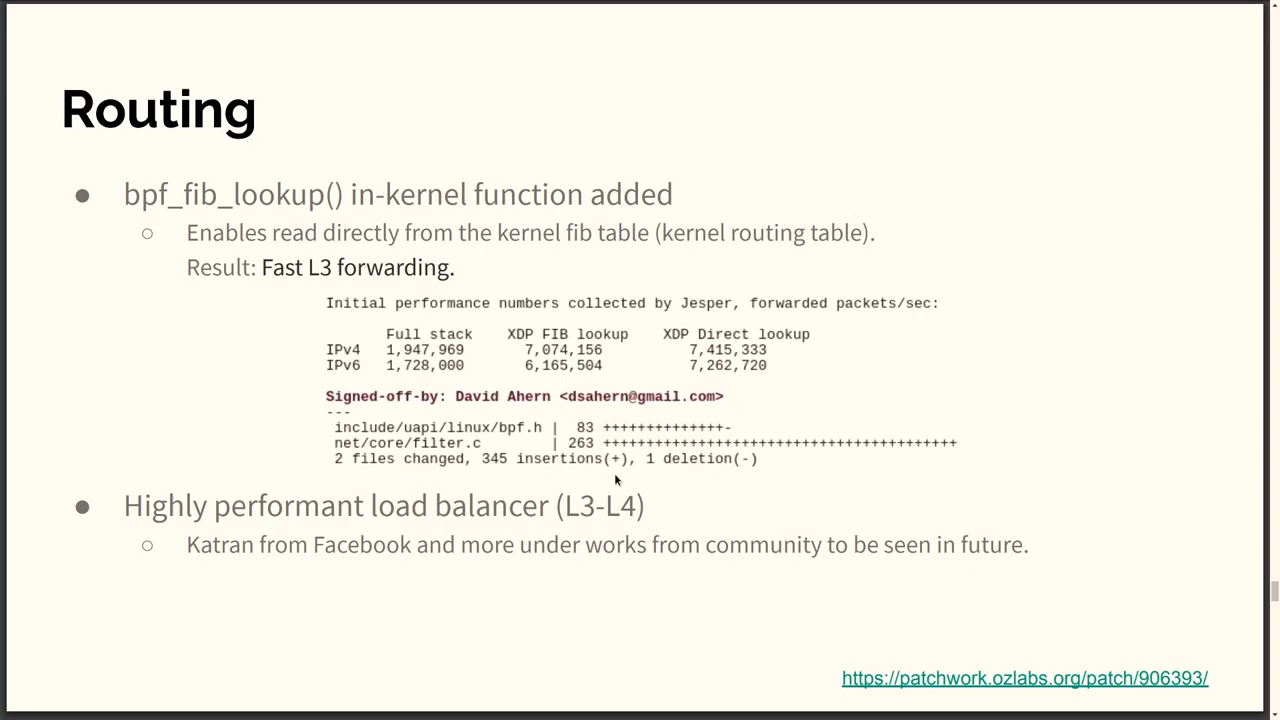 Routing
● bpf_fib_lookup() in-kernel function added
○ Enables read directly from the kernel fib table (kernel routing table).
Result: Fast L3 forwarding.
Initial performance numbers collected by Jesper, forwarded packets/sec:
Full stack XDP FIB lookup XDP Direct lookup
IPv4 1,947,969 7,074,156 7,415,333
IPv6 1,728,000 6,165,504 7,262,720
Signed-off-by: David Ahern <dsahern@gmail.com>
---
include/uapi/linux/bpf.h | 83 ++++++++++++++-
net/core/filter.c | 263 +++++++++++++++++++++++++++++++++++++++++
2 files changed, 345 insertions(+), 1 deletion(-)
● Highly performant load balancer (L3-L4)
○ Katran from Facebook and more under works from community to be seen in future.
https://patchwork.ozlabs.org/patch/906393/